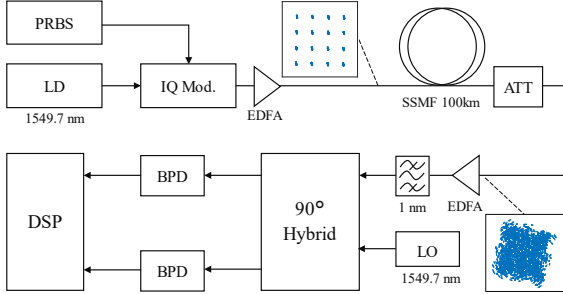 PRBS
LD
1549.7 nm
IQ Mod.
EDFA
SSMF 100km
ATT
DSP
BPD
BPD
90°
Hybrid
1 nm
EDFA
LO
1549.7 nm